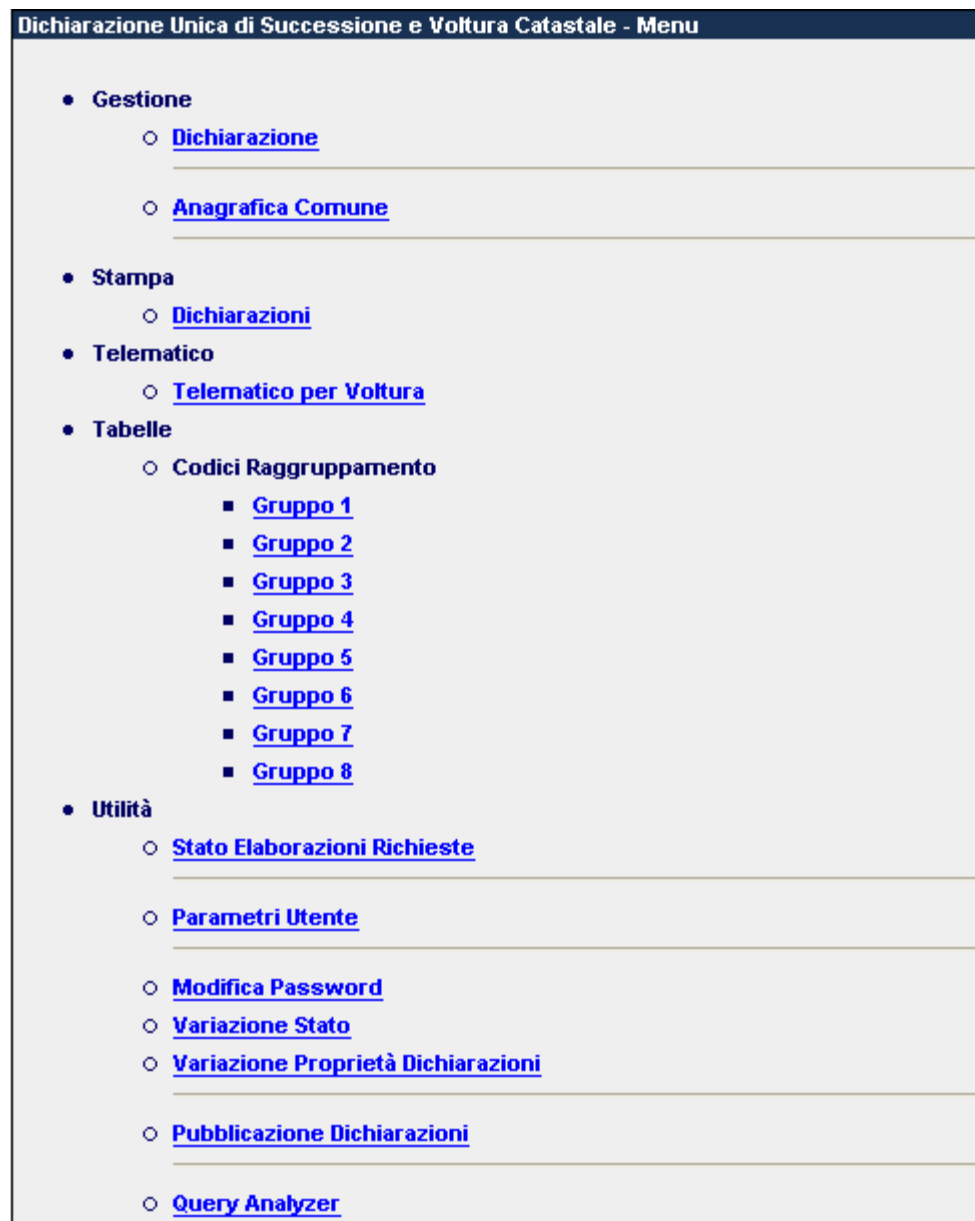 Dichiarazione Unica di Successione e Voltura Catastale - Menu
Gestione
Dichiarazione
Anagrafica Comune
Stampa
Dichiarazioni
Telematico
Telematico per Voltura
Tabelle
Codici Raggruppamento
Gruppo 1
Gruppo 2
Gruppo 3
Gruppo 4
Gruppo 5
Gruppo 6
Gruppo 7
Gruppo 8
Utilità
Stato Elaborazioni Richieste
Parametri Utente
Modifica Password
Variazione Stato
Variazione Proprietà Dichiarazioni
Pubblicazione Dichiarazioni
Query Analyzer